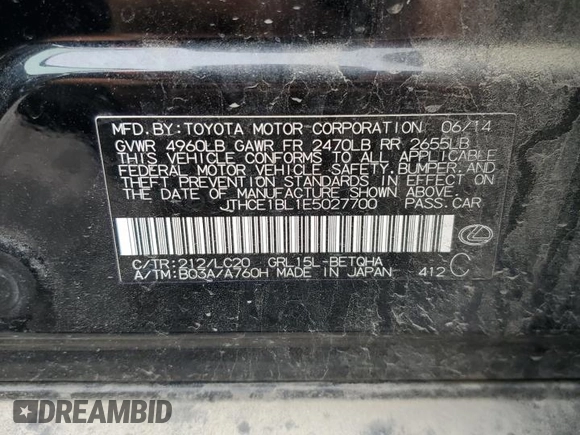 MFD. BY: TOYOTA MOTOR CORPORATION 06/14
GVWR 4960LB GAWR FR 2470LB RR 2655LB
THIS VEHICLE CONFORMS TO ALL APPLICABLE
FEDERAL MOTOR VEHICLE SAFETY, BUMPER, AND
THEFT PREVENTION STANDARDS IN EFFECT ON
THE DATE OF MANUFACTURE SHOWN ABOVE.
JTHCE1BL1E5027700 PASS. CAR
C/TR: 212/LC20 GRL15L-BETQHA
A/TM: B03A/A760H MADE IN JAPAN 412 C
DREAMBID